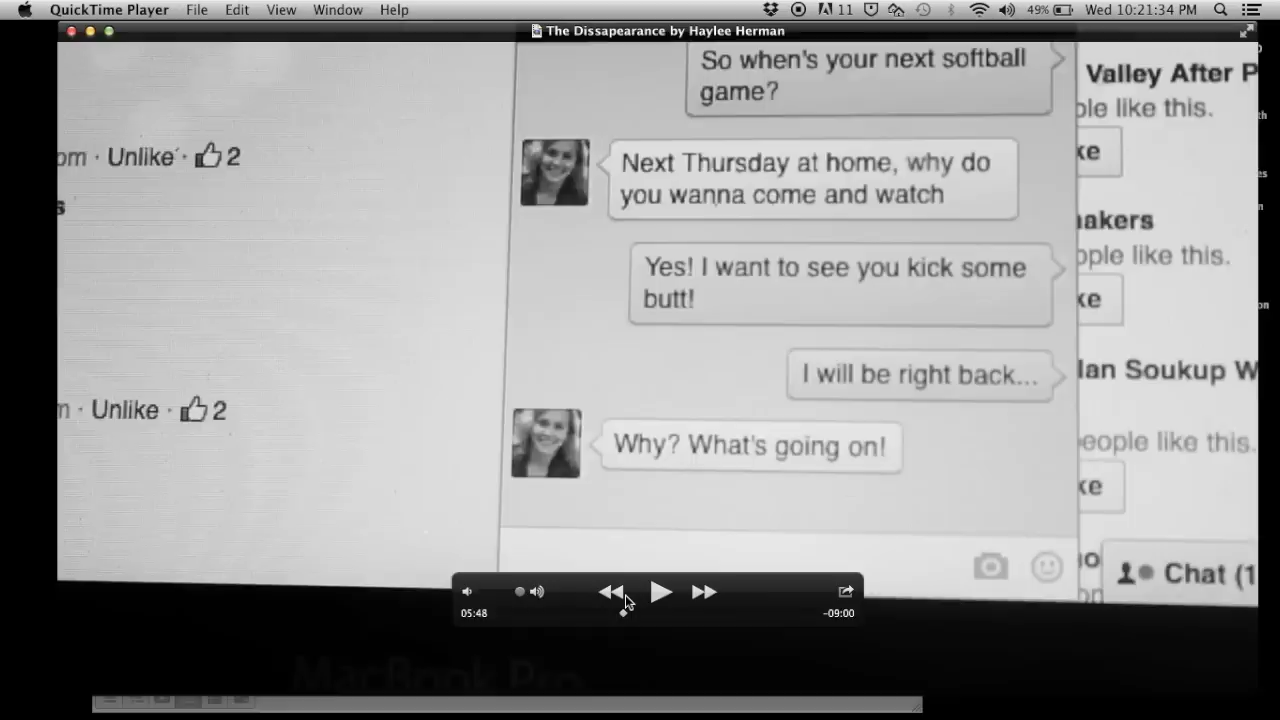 QuickTime Player File Edit View Window Help 11 49% Wed 10:21:34 PM
The Dissapearance by Haylee Herman
So when's your next softball
game?
om · Unlike · 2
Next Thursday at home, why do
you wanna come and watch
s
Yes! I want to see you kick some
butt!
I will be right back...
m · Unlike · 2
Why? What's going on!
Valley After P
ple like this.
ke
akers
ople like this.
ke
lan Soukup W
eople like this.
ke
Chat (1
05:48
-09:00
MacBook Pro